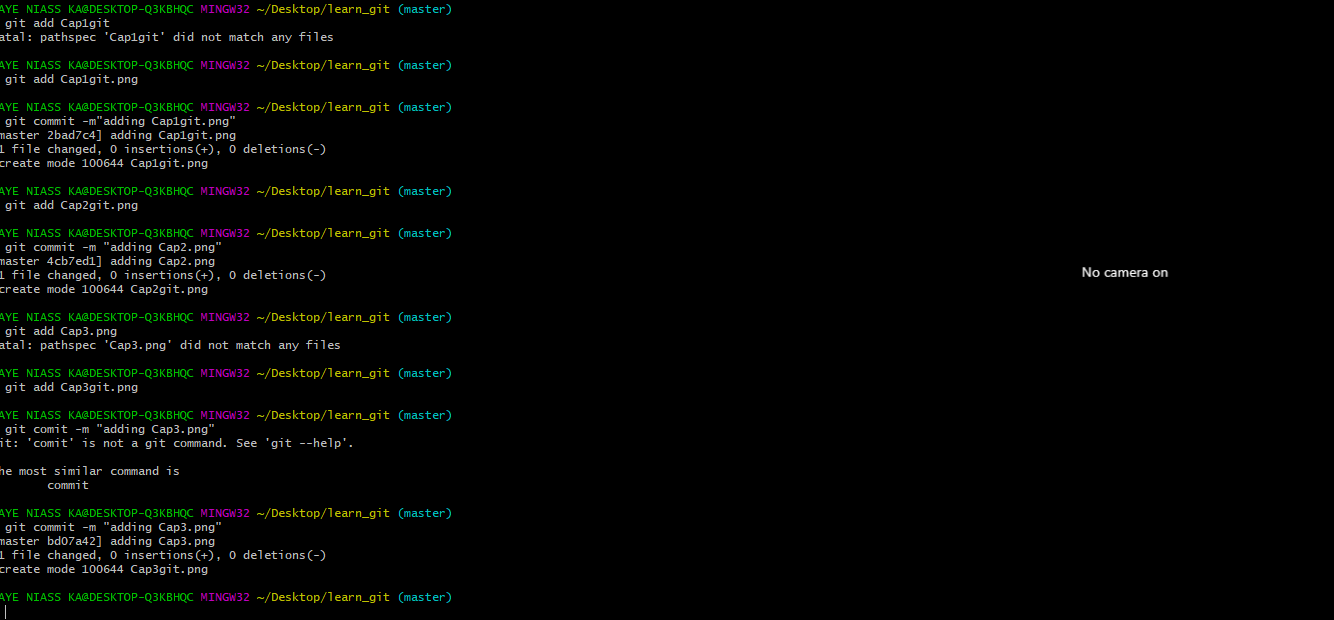 AYE NIASS KA@DESKTOP-Q3KBHQC MINGW32 ~/Desktop/learn_git (master)
git add Cap1git
atal: pathspec 'Cap1git' did not match any files
AYE NIASS KA@DESKTOP-Q3KBHQC MINGW32 ~/Desktop/learn_git (master)
git add Cap1git.png
AYE NIASS KA@DESKTOP-Q3KBHQC MINGW32 ~/Desktop/learn_git (master)
git commit -m"adding Cap1git.png"
master 2bad7c4] adding Cap1git.png
1 file changed, 0 insertions(+), 0 deletions(-)
create mode 100644 Cap1git.png
AYE NIASS KA@DESKTOP-Q3KBHQC MINGW32 ~/Desktop/learn_git (master)
git add Cap2git.png
AYE NIASS KA@DESKTOP-Q3KBHQC MINGW32 ~/Desktop/learn_git (master)
git commit -m "adding Cap2.png"
master 4cb7ed1] adding Cap2.png
1 file changed, 0 insertions(+), 0 deletions(-)
create mode 100644 Cap2git.png
AYE NIASS KA@DESKTOP-Q3KBHQC MINGW32 ~/Desktop/learn_git (master)
git add Cap3.png
atal: pathspec 'Cap3.png' did not match any files
AYE NIASS KA@DESKTOP-Q3KBHQC MINGW32 ~/Desktop/learn_git (master)
git add Cap3git.png
AYE NIASS KA@DESKTOP-Q3KBHQC MINGW32 ~/Desktop/learn_git (master)
git comit -m "adding Cap3.png"
it: 'comit' is not a git command. See 'git --help'.
he most similar command is
commit
AYE NIASS KA@DESKTOP-Q3KBHQC MINGW32 ~/Desktop/learn_git (master)
git commit -m "adding Cap3.png"
master bd07a42] adding Cap3.png
1 file changed, 0 insertions(+), 0 deletions(-)
create mode 100644 Cap3git.png
AYE NIASS KA@DESKTOP-Q3KBHQC MINGW32 ~/Desktop/learn_git (master)
No camera on